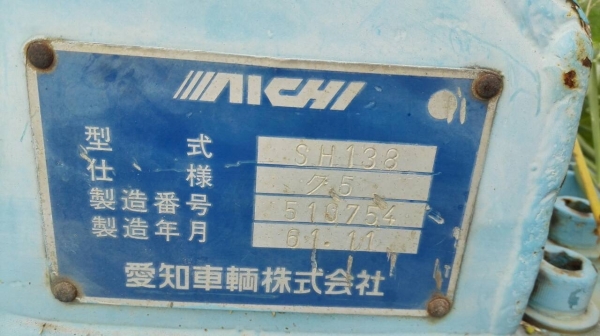 AICHI
型式 SH138
仕様 ク5
製造番号 510754
製造年月 61.11
愛知車輌株式会社